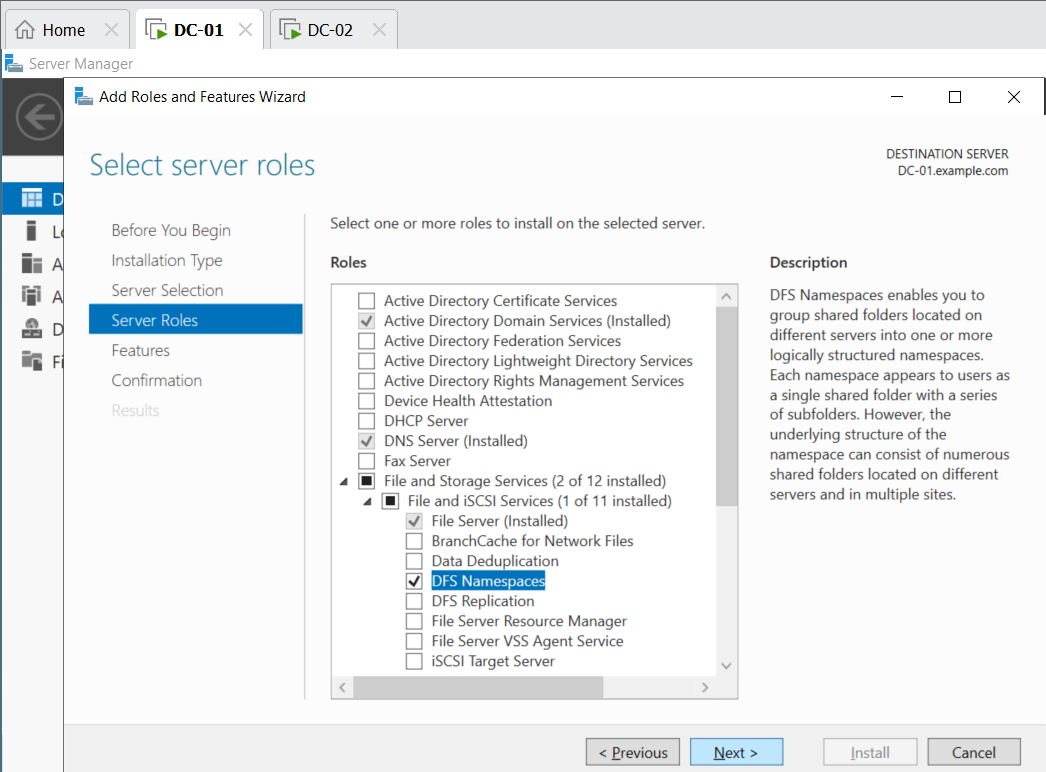 Home
DC-01
DC-02
Server Manager
Add Roles and Features Wizard
Select server roles
DESTINATION SERVER
DC-01.example.com
D
Lo
A
A
D
Fi
Before You Begin
Installation Type
Server Selection
Server Roles
Features
Confirmation
Results
Select one or more roles to install on the selected server.
Roles
Active Directory Certificate Services
Active Directory Domain Services (Installed)
Active Directory Federation Services
Active Directory Lightweight Directory Services
Active Directory Rights Management Services
Device Health Attestation
DHCP Server
DNS Server (Installed)
Fax Server
File and Storage Services (2 of 12 installed)
File and iSCSI Services (1 of 11 installed)
File Server (Installed)
BranchCache for Network Files
Data Deduplication
DFS Namespaces
DFS Replication
File Server Resource Manager
File Server VSS Agent Service
iSCSI Target Server
Description
DFS Namespaces enables you to
group shared folders located on
different servers into one or more
logically structured namespaces.
Each namespace appears to users as
a single shared folder with a series
of subfolders. However, the
underlying structure of the
namespace can consist of numerous
shared folders located on different
servers and in multiple sites.
< Previous
Next >
Install
Cancel